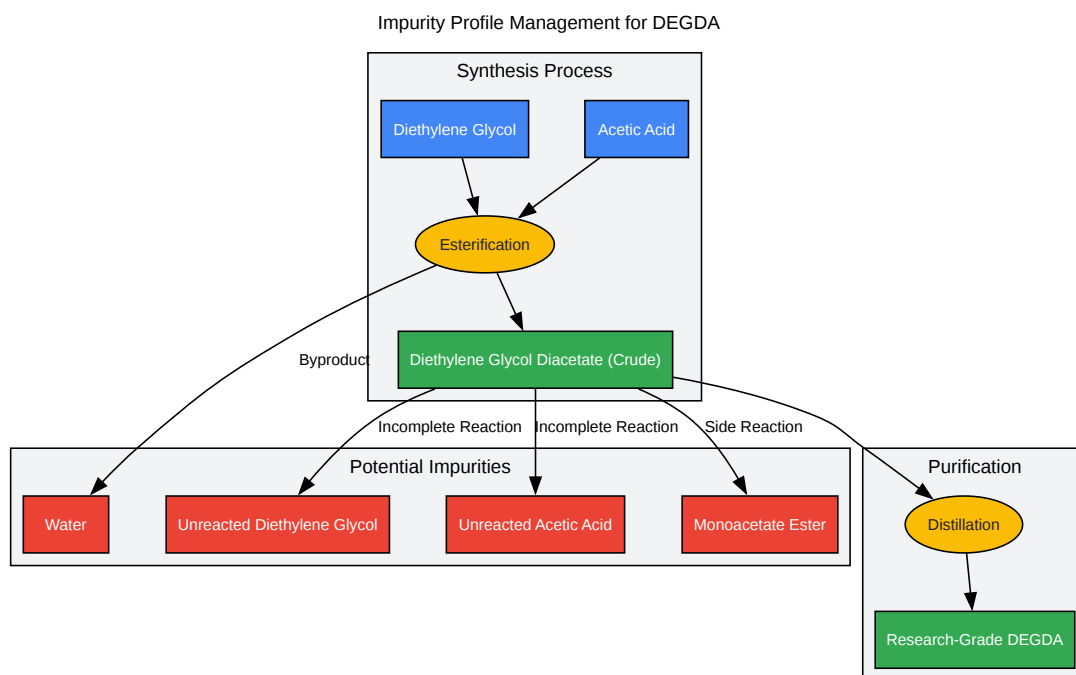 Impurity Profile Management for DEGDA
Synthesis Process
Diethylene Glycol
Acetic Acid
Esterification
Byproduct
Diethylene Glycol Diacetate (Crude)
Incomplete Reaction
Incomplete Reaction
Side Reaction
Potential Impurities
Purification
Water
Unreacted Diethylene Glycol
Unreacted Acetic Acid
Monoacetate Ester
Distillation
Research-Grade DEGDA